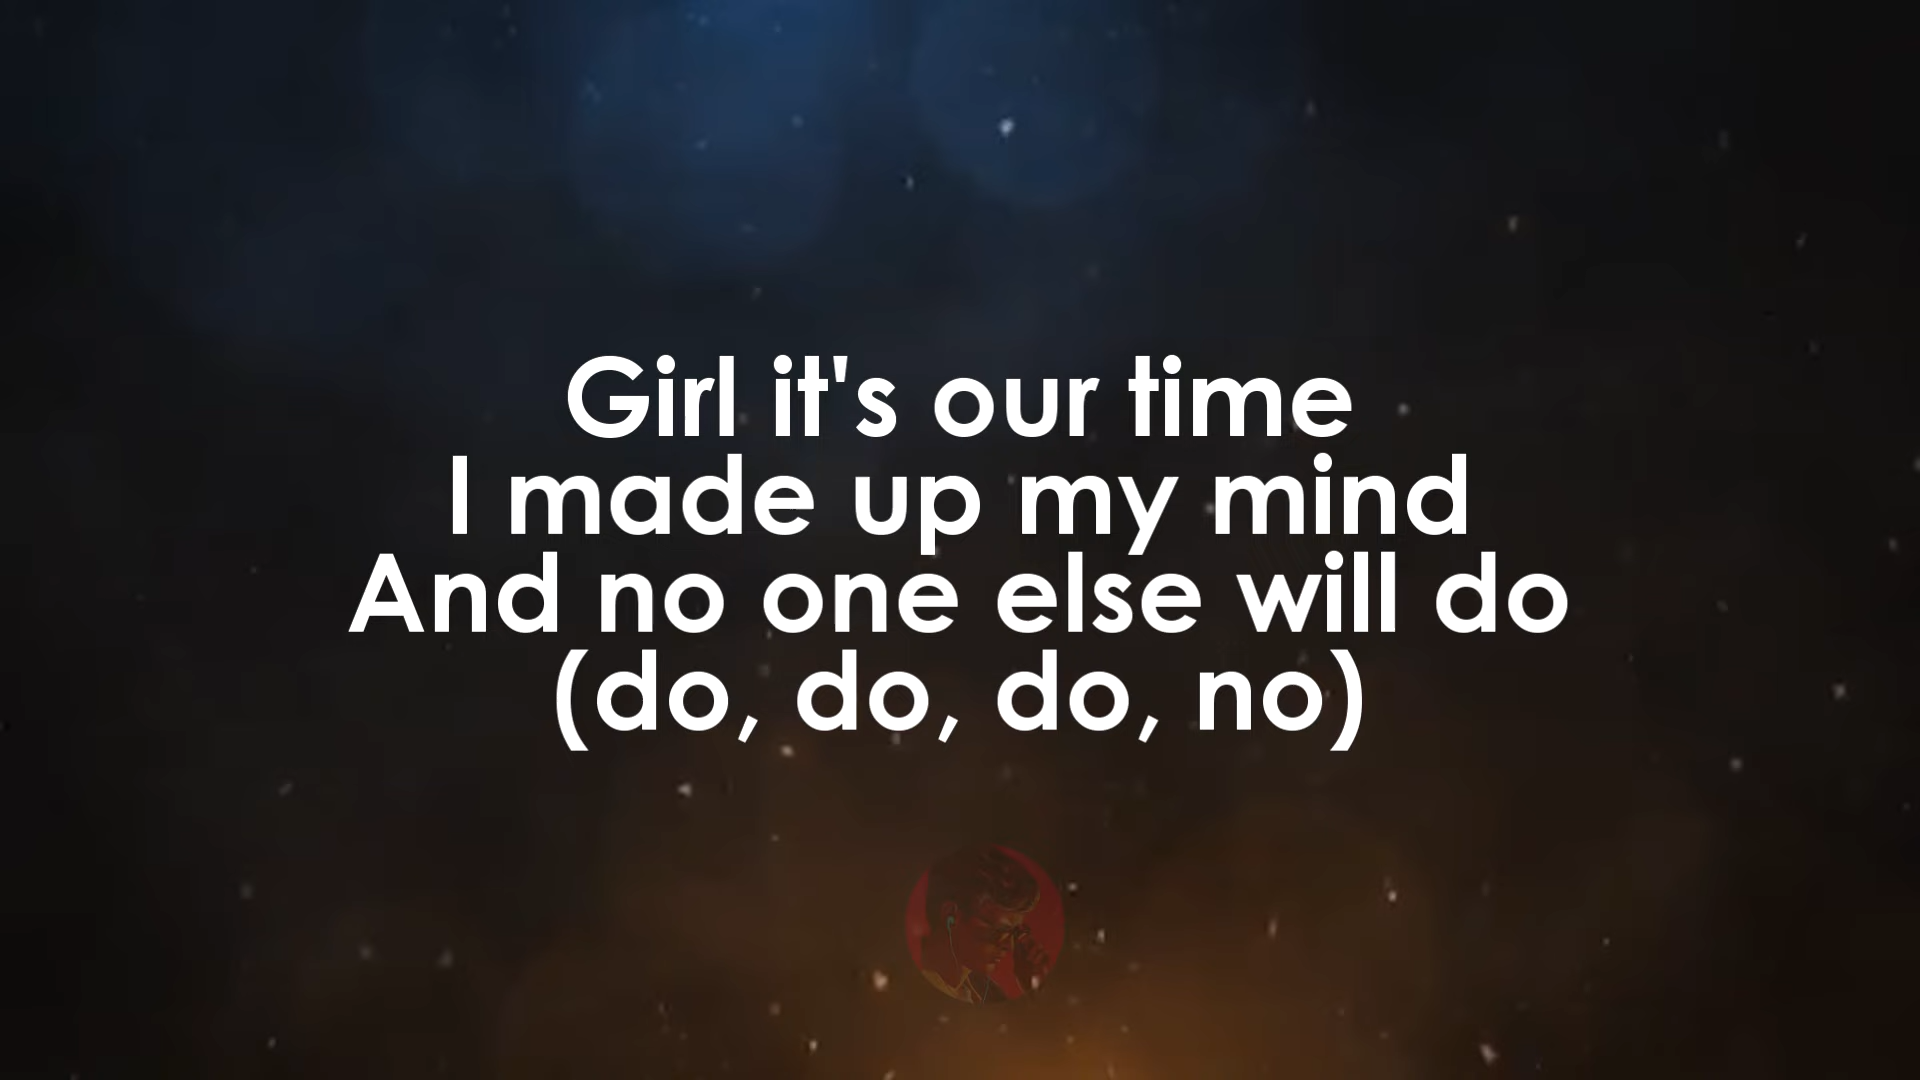 Girl it's our time
I made up my mind
And no one else will do
(do, do, do, no)